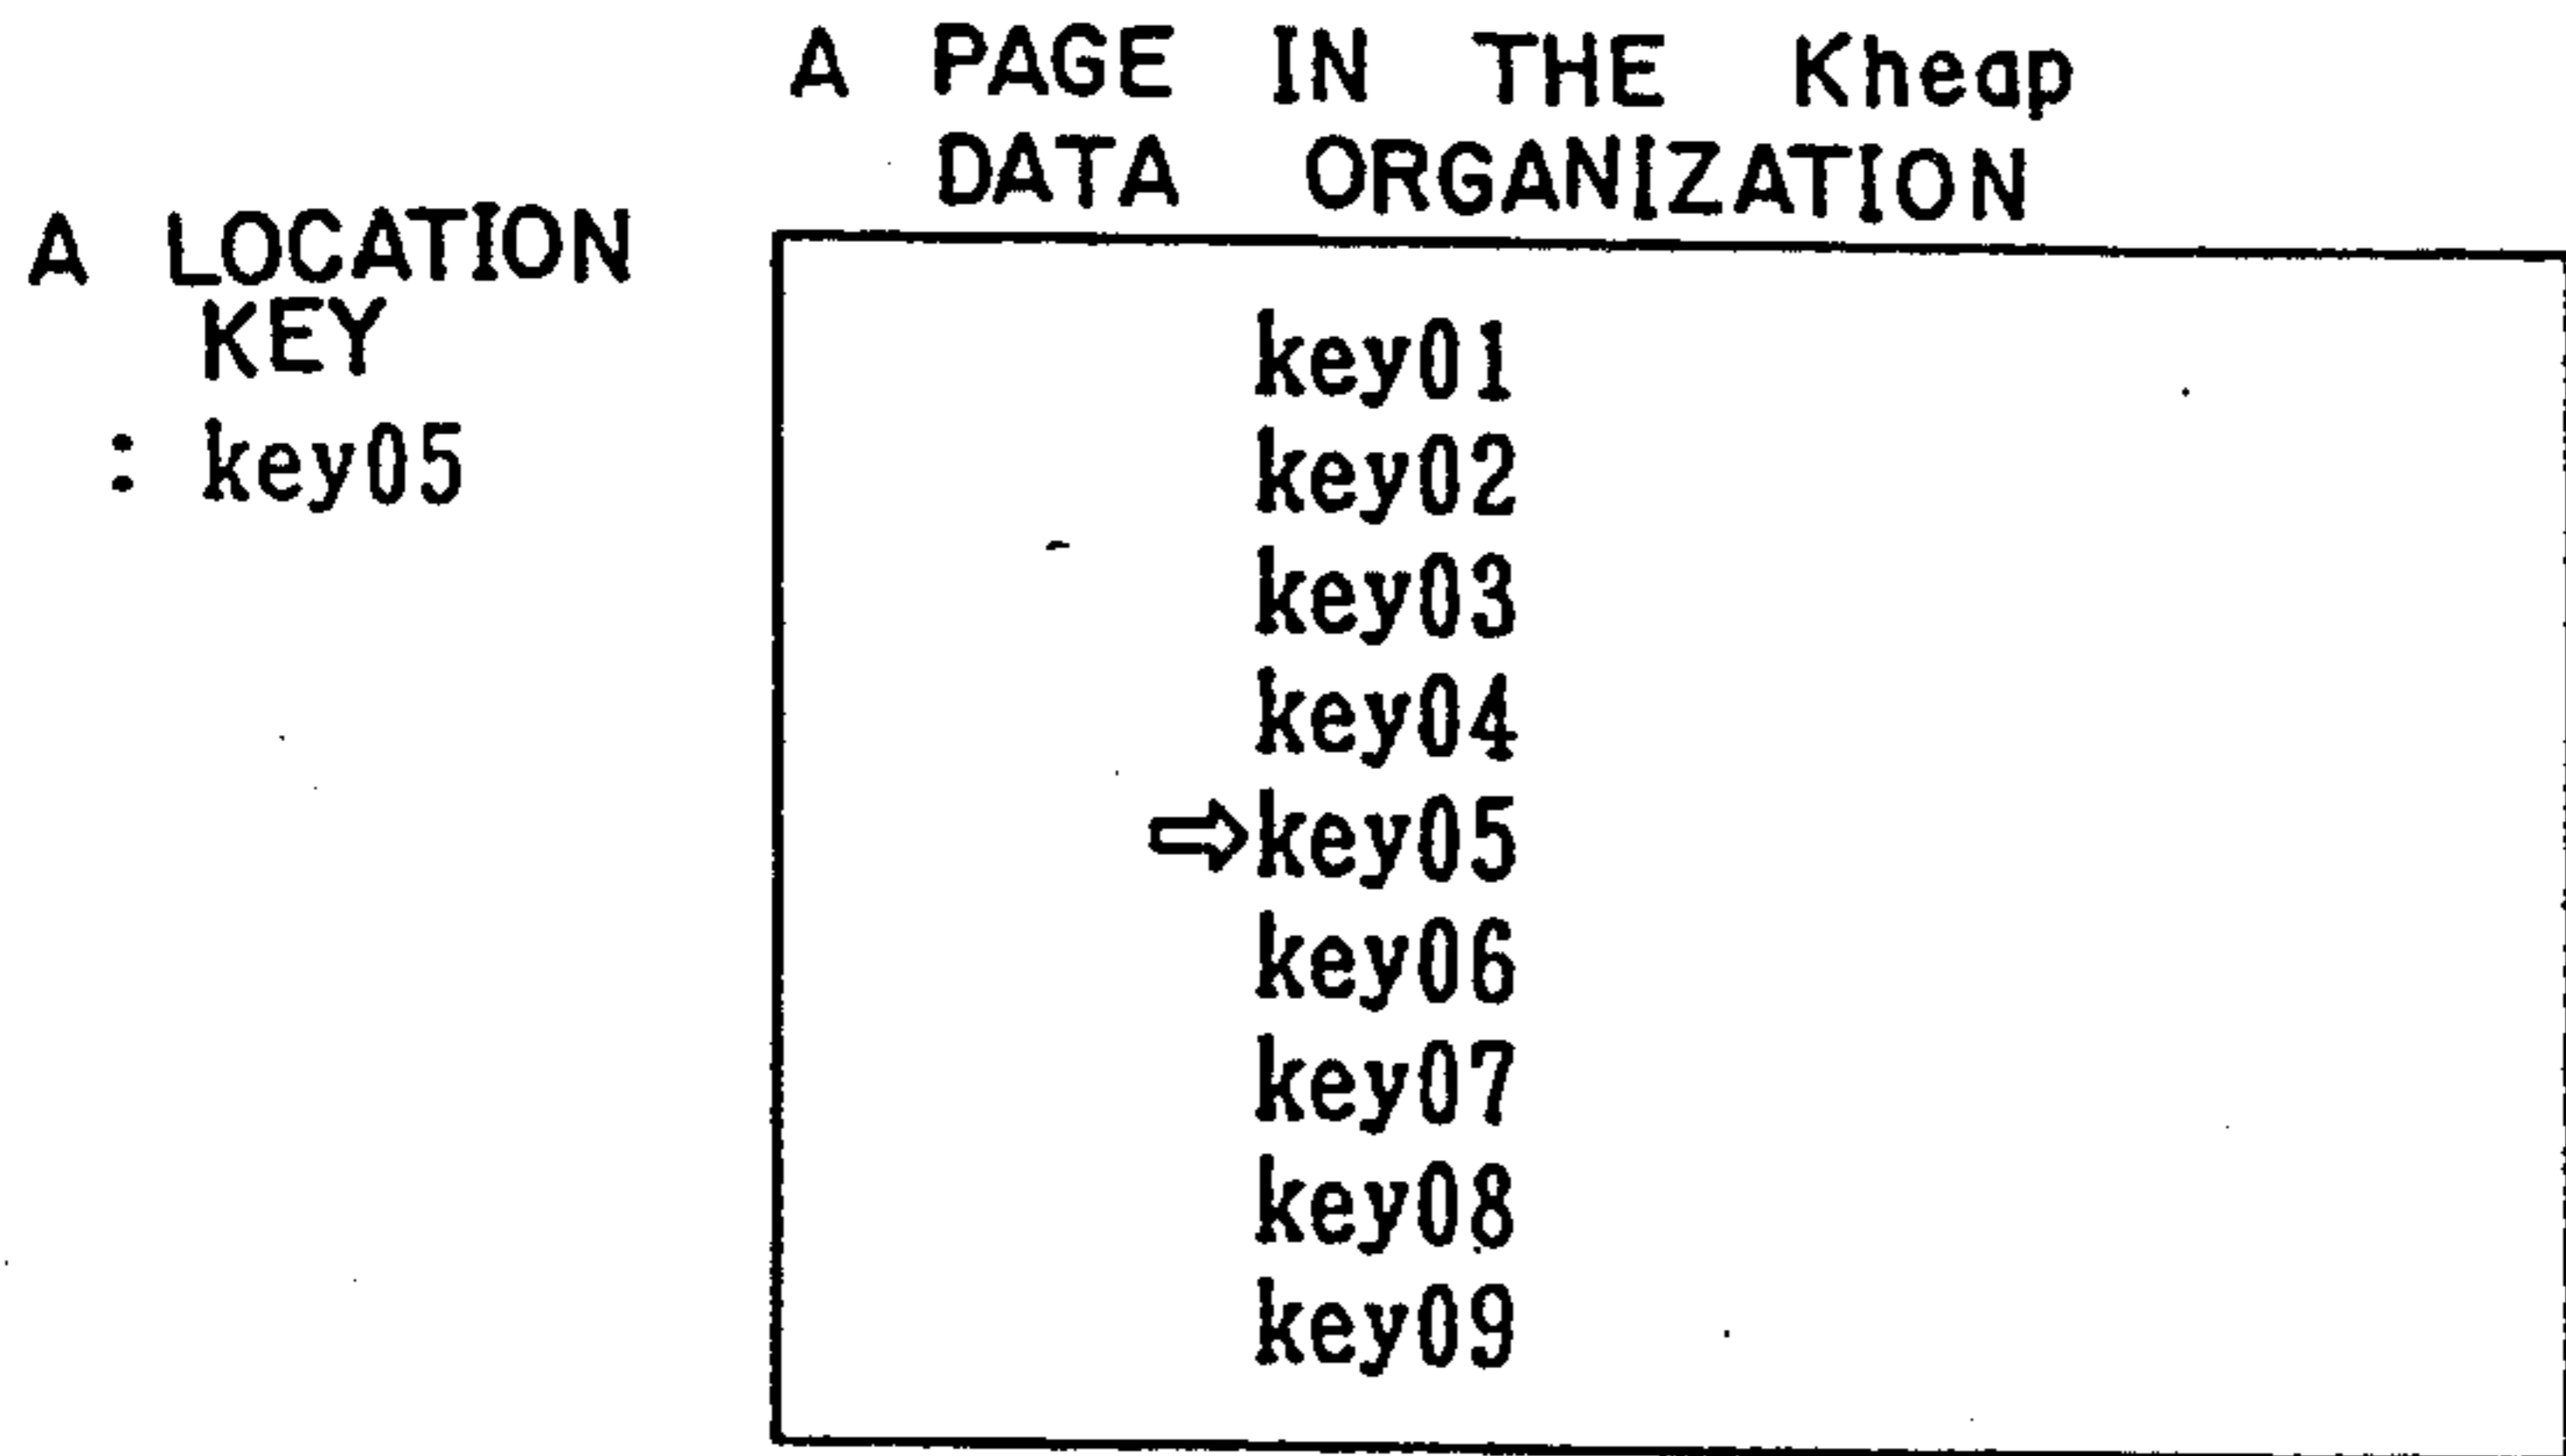 A PAGE IN THE Kheap
DATA ORGANIZATION
A LOCATION
KEY
: key05
key01
key02
key03
key04
⇨key05
key06
key07
key08
key09